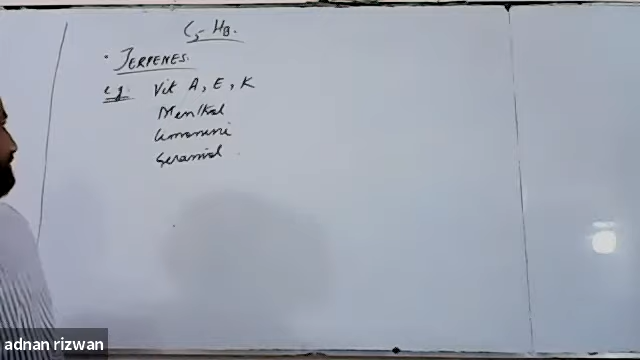 C5 H8.
• TERPENES.
e.g. Vit A, E, K
Menthol
Limonene
Geraniol
adnan rizwan